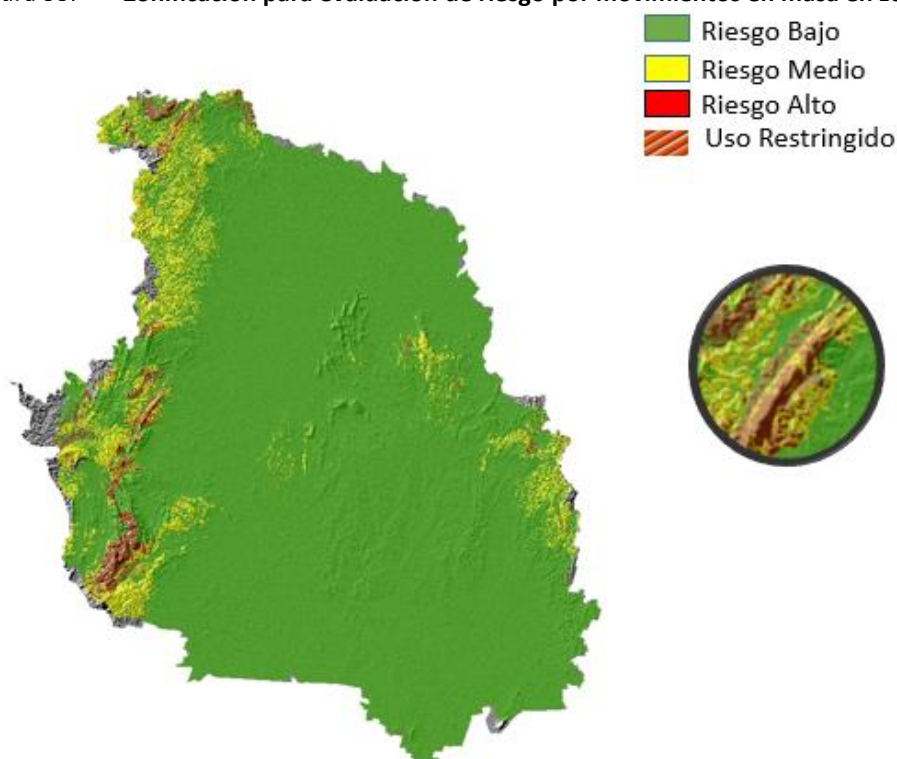 Zonificación para evaluación de riesgo por movimientos en masa en
Riesgo Bajo
Riesgo Medio
Riesgo Alto
Uso Restringido